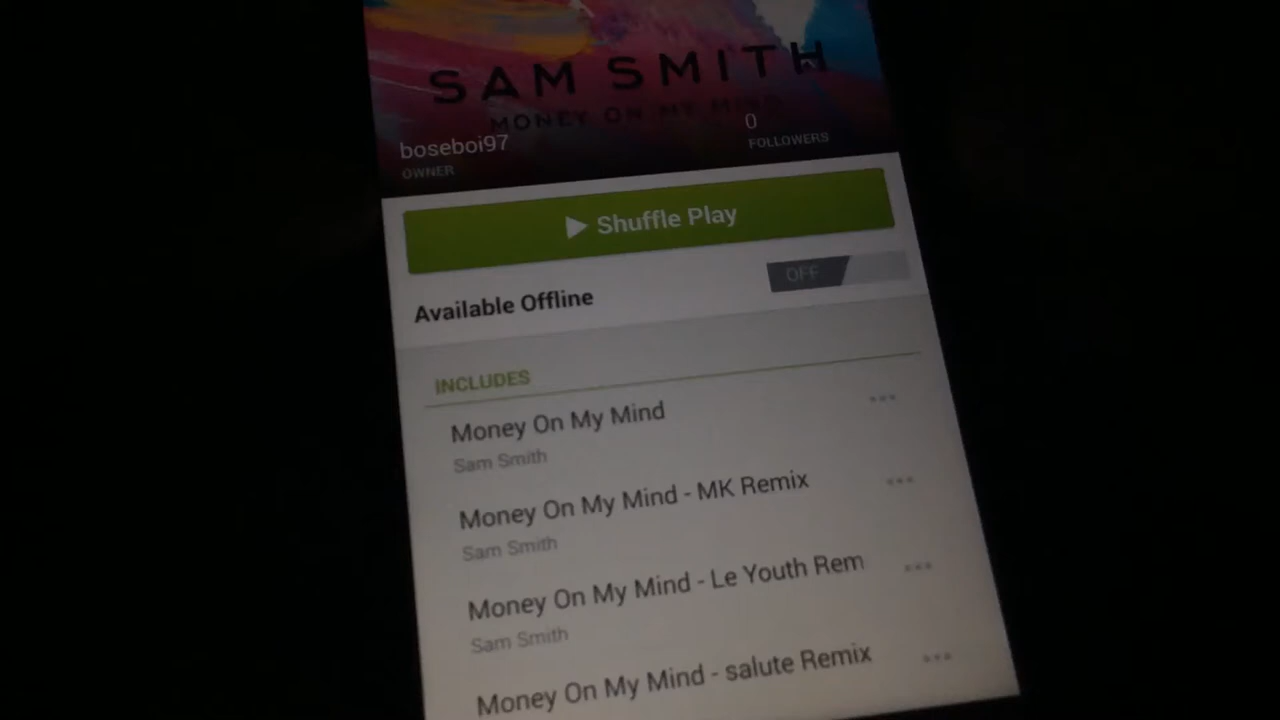 SAM SMITH
MONEY ON MY MIND
boseboi97
OWNER
0
FOLLOWERS
Shuffle Play
Available Offline
OFF
INCLUDES
Money On My Mind
Sam Smith
Money On My Mind - MK Remix
Sam Smith
Money On My Mind - Le Youth Rem
Sam Smith
Money On My Mind - salute Remix